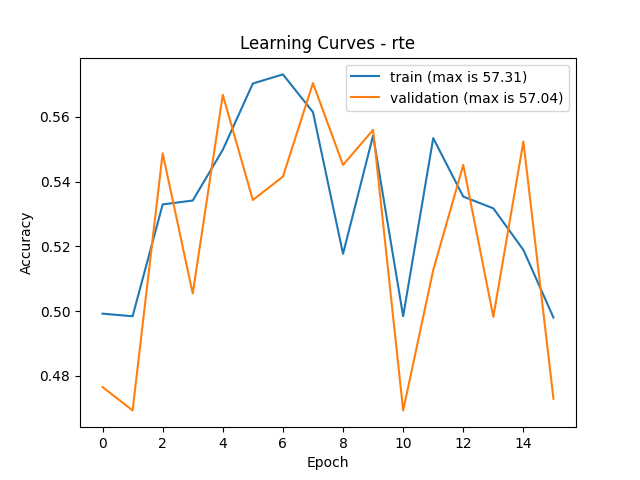 Learning Curves - rte
train (max is 57.31)
validation (max is 57.04)
Accuracy
0.56
0.54
0.52
0.50
0.48
0 2 4 6 8 10 12 14
Epoch